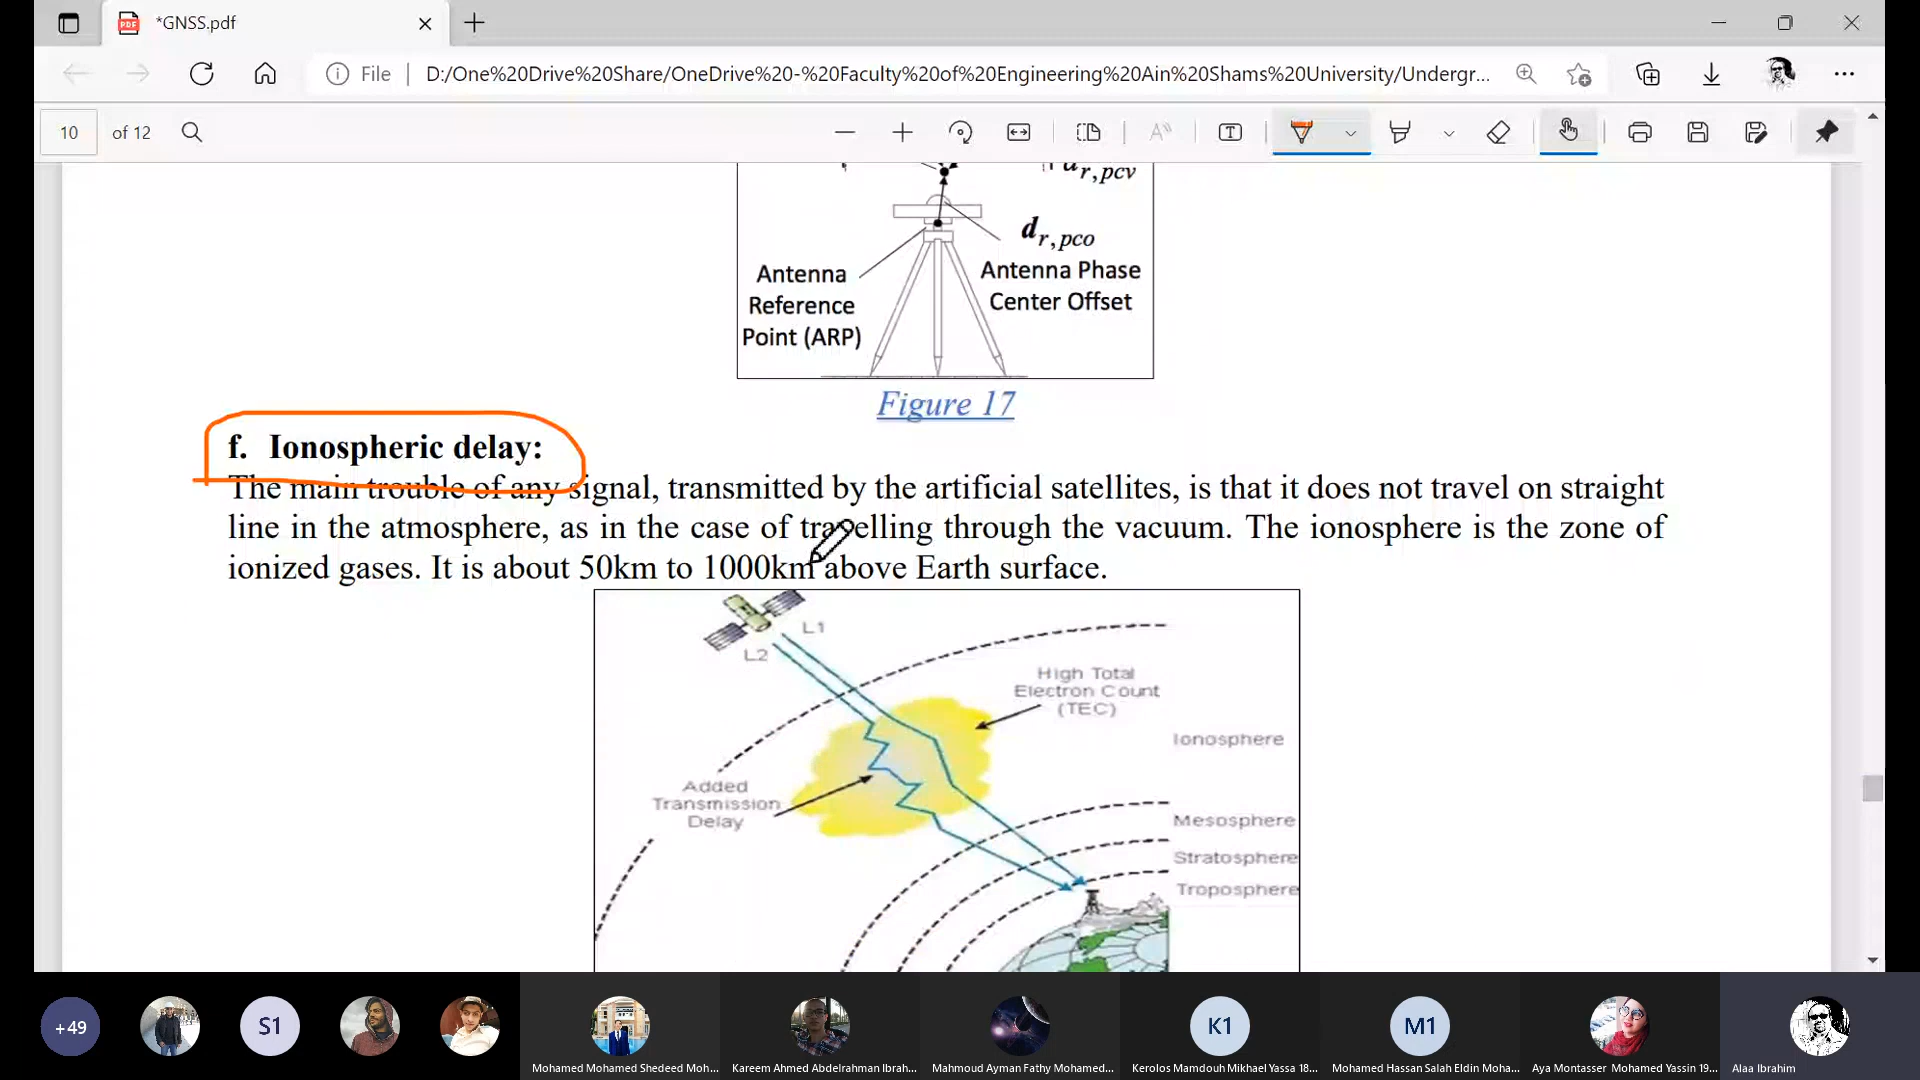 *GNSS.pdf
File
D:/One%20Drive%20Share/OneDrive%20-%20Faculty%20of%20Engineering%20Ain%20Shams%20University/Undergr...
10
of 12
d r,pcv
d r,pco
Antenna
Reference
Point (ARP)
Antenna Phase
Center Offset
Figure 17
f. Ionospheric delay:
The main trouble of any signal, transmitted by the artificial satellites, is that it does not travel on straight
line in the atmosphere, as in the case of travelling through the vacuum. The ionosphere is the zone of
ionized gases. It is about 50km to 1000km above Earth surface.
L1
L2
High Total
Electron Count
(TEC)
Ionosphere
Added
Transmission
Delay
Mesosphere
Stratosphere
Troposphere
+49
S1
K1
M1
Mohamed Mohamed Shedeed Moh...
Kareem Ahmed Abdelrahman Ibrah...
Mahmoud Ayman Fathy Mohamed...
Kerolos Mamdouh Mikhael Yassa 18...
Mohamed Hassan Salah Eldin Moha...
Aya Montasser Mohamed Yassin 19...
Alaa Ibrahim